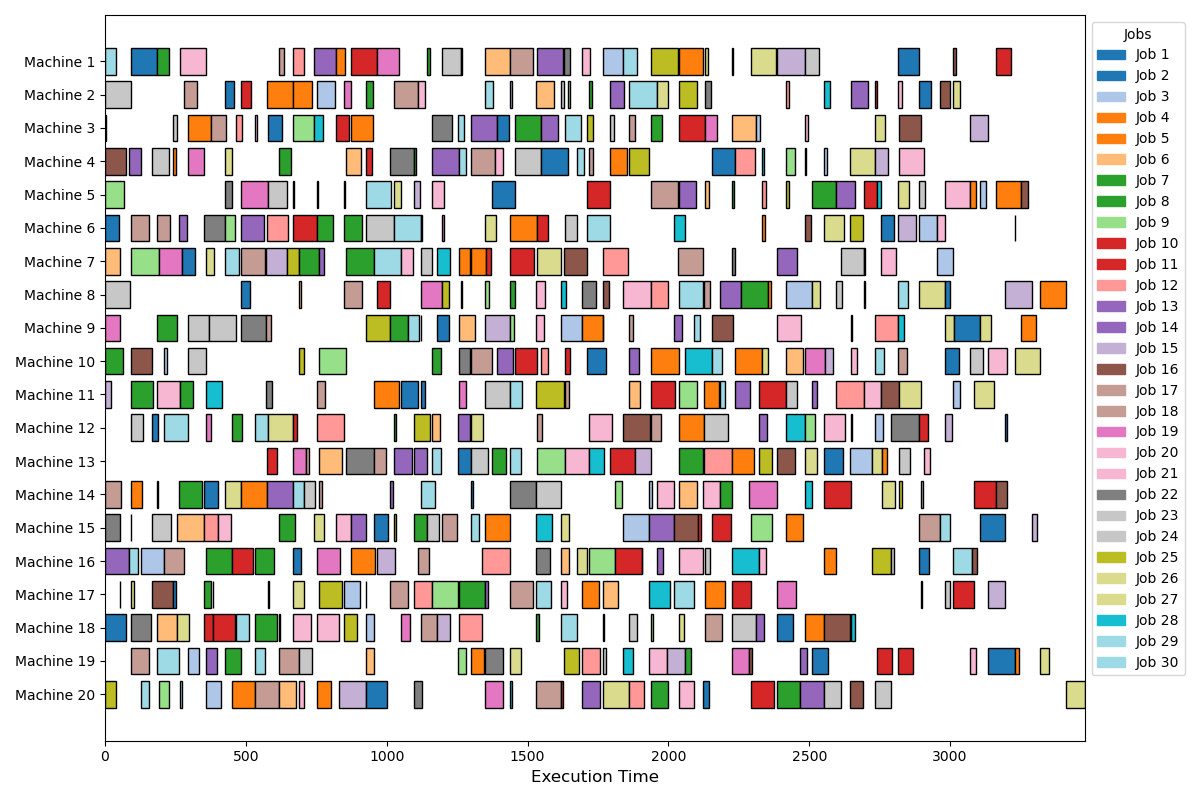 Machine 1
Machine 2
Machine 3
Machine 4
Machine 5
Machine 6
Machine 7
Machine 8
Machine 9
Machine 10
Machine 11
Machine 12
Machine 13
Machine 14
Machine 15
Machine 16
Machine 17
Machine 18
Machine 19
Machine 20
0 500 1000 1500 2000 2500 3000
Execution Time
Jobs
Job 1
Job 2
Job 3
Job 4
Job 5
Job 6
Job 7
Job 8
Job 9
Job 10
Job 11
Job 12
Job 13
Job 14
Job 15
Job 16
Job 17
Job 18
Job 19
Job 20
Job 21
Job 22
Job 23
Job 24
Job 25
Job 26
Job 27
Job 28
Job 29
Job 30